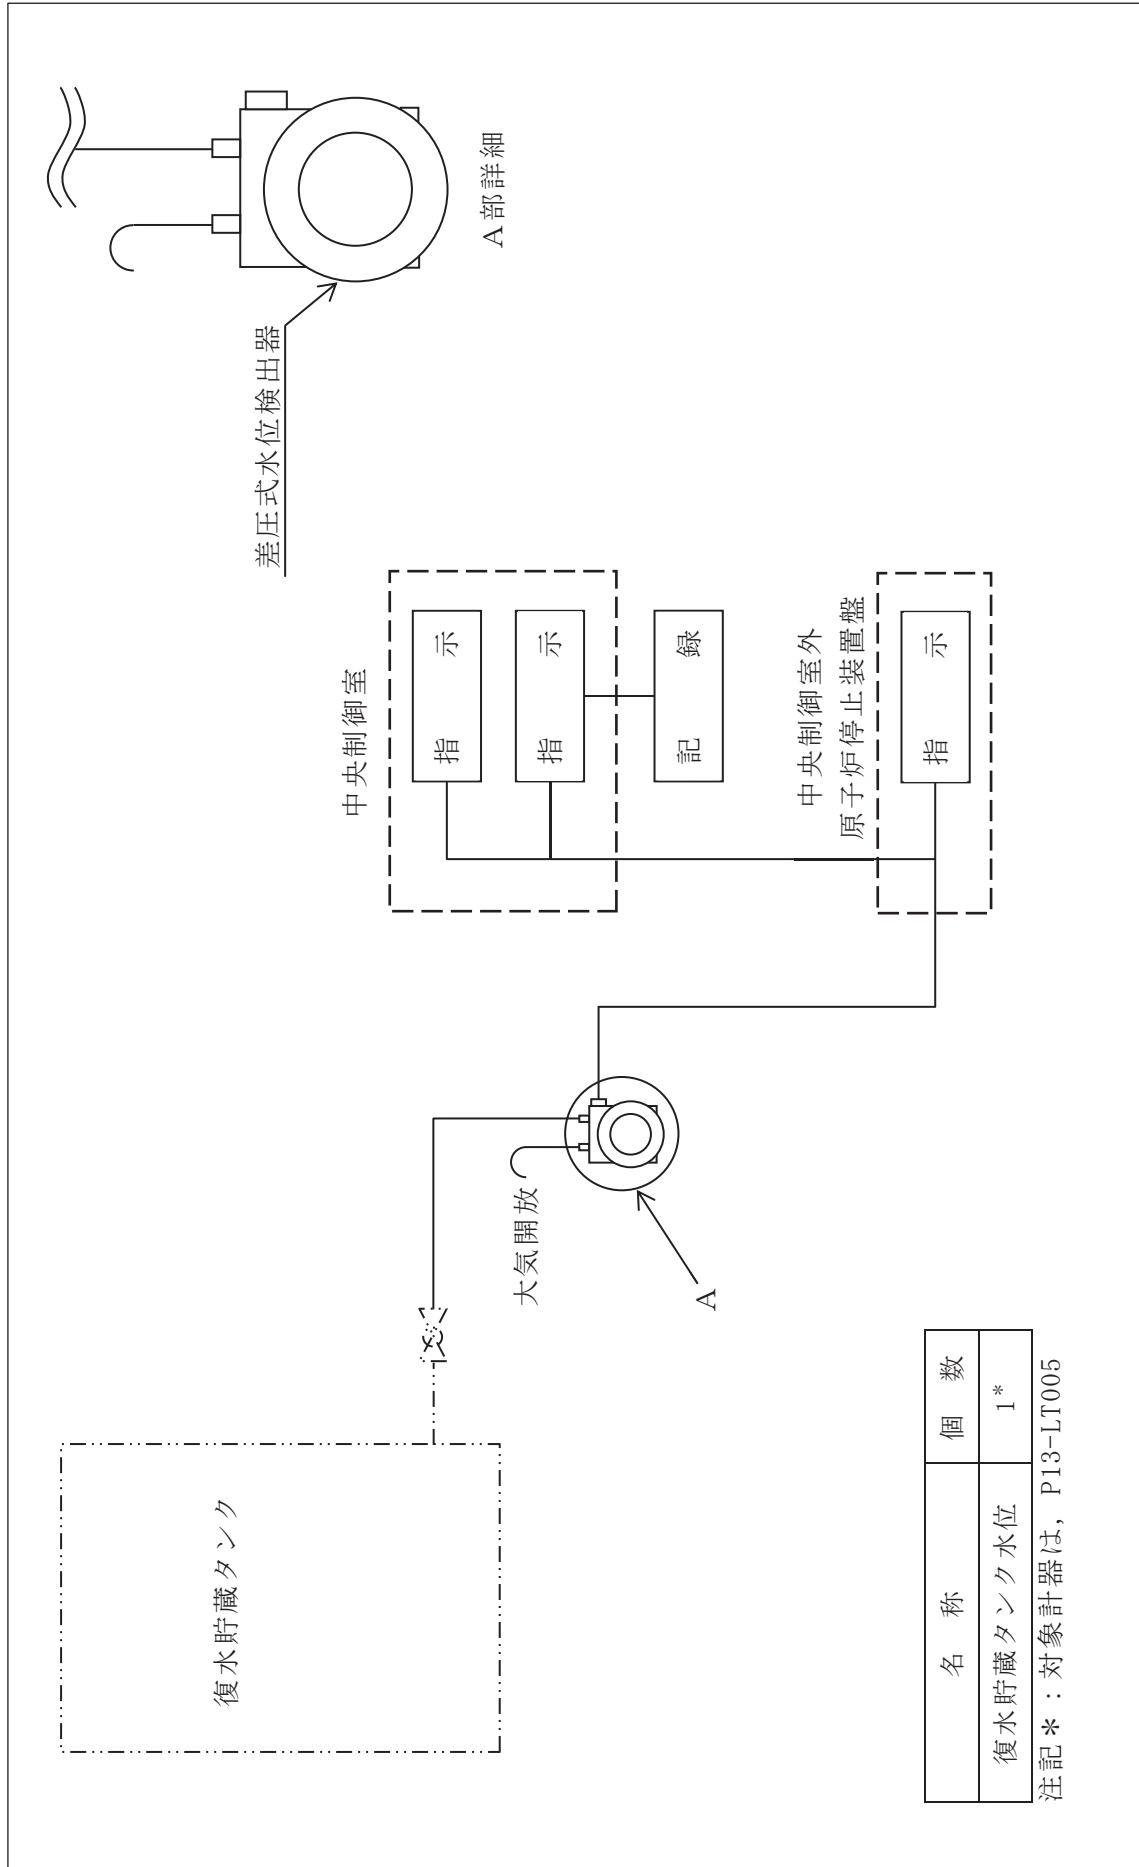 復水貯蔵タンク
大気開放
A
中央制御室
指示
指示
記録
中央制御室外
原子炉停止装置盤
指示
差圧式水位検出器
A部詳細
名称 個数
復水貯蔵タンク水位 1*
注記*:対象計器は，P13-LT005